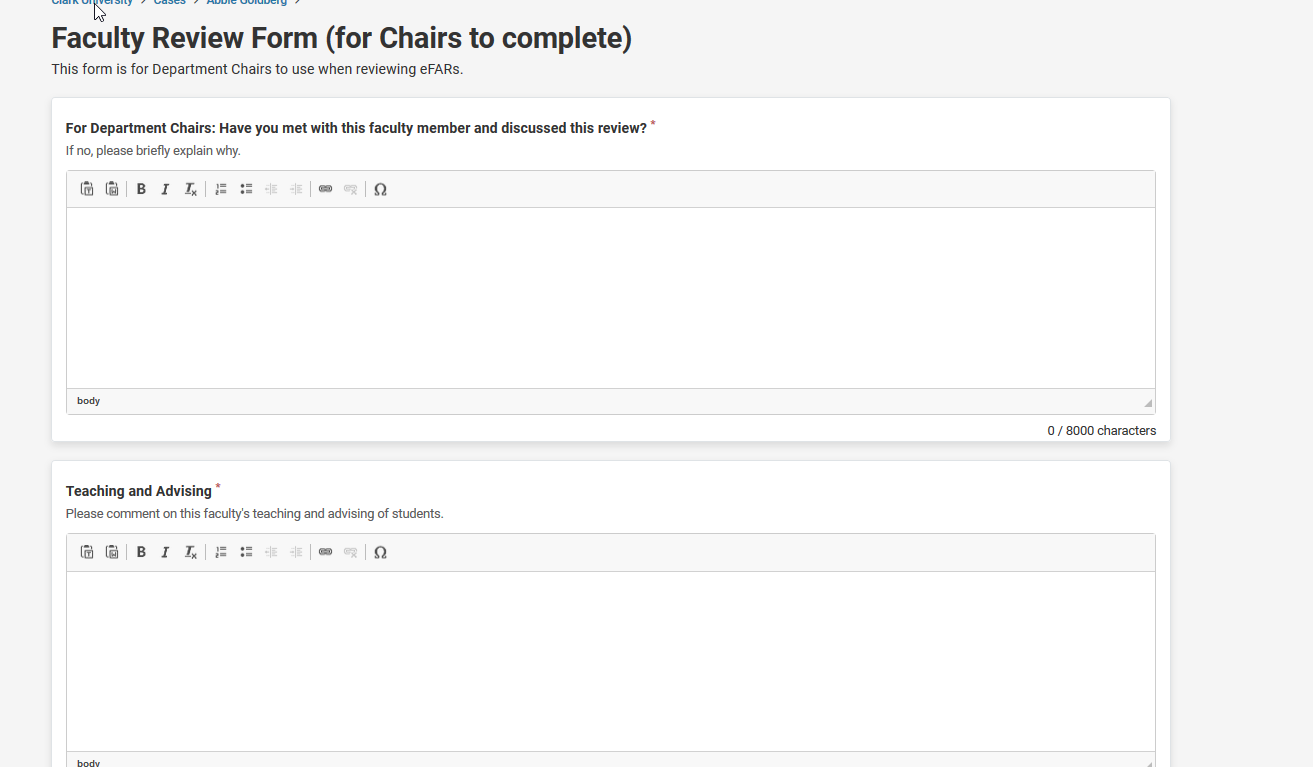 Clark University > Cases > Abbie Goldberg >
Faculty Review Form (for Chairs to complete)
This form is for Department Chairs to use when reviewing eFARs.
For Department Chairs: Have you met with this faculty member and discussed this review? *
If no, please briefly explain why.
B I Tx Ω
body
0 / 8000 characters
Teaching and Advising *
Please comment on this faculty's teaching and advising of students.
B I Tx Ω
body